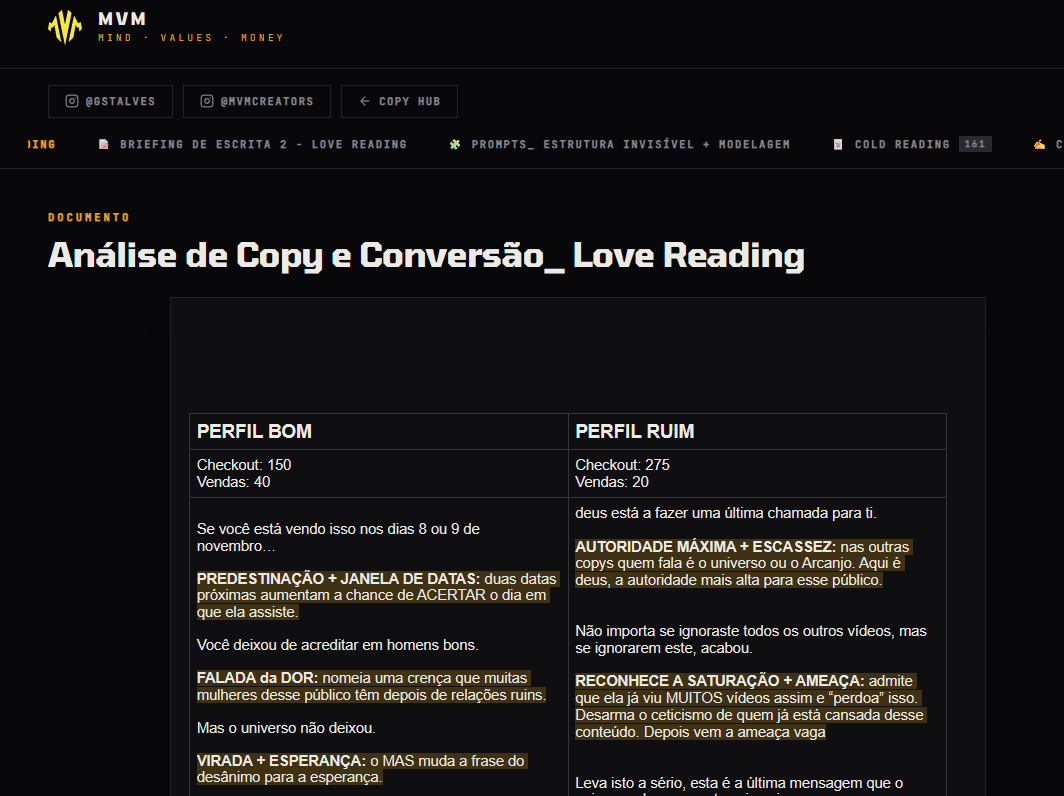 MVM
MIND · VALUES · MONEY
@GSTALVES
@MVMCREATORS
← COPY HUB
DING
BRIEFING DE ESCRITA 2 - LOVE READING
PROMPTS_ ESTRUTURA INVISÍVEL + MODELAGEM
COLD READING 161
C
DOCUMENTO
Análise de Copy e Conversão_ Love Reading
PERFIL BOM
Checkout: 150
Vendas: 40
Se você está vendo isso nos dias 8 ou 9 de
novembro…
PREDESTINAÇÃO + JANELA DE DATAS: duas datas
próximas aumentam a chance de ACERTAR o dia em
que ela assiste.
Você deixou de acreditar em homens bons.
FALADA da DOR: nomeia uma crença que muitas
mulheres desse público têm depois de relações ruins.
Mas o universo não deixou.
VIRADA + ESPERANÇA: o MAS muda a frase do
desânimo para a esperança.
PERFIL RUIM
Checkout: 275
Vendas: 20
deus está a fazer uma última chamada para ti.
AUTORIDADE MÁXIMA + ESCASSEZ: nas outras
copys quem fala é o universo ou o Arcanjo. Aqui é
deus, a autoridade mais alta para esse público.
Não importa se ignoraste todos os outros vídeos, mas
se ignorarem este, acabou.
RECONHECE A SATURAÇÃO + AMEAÇA: admite
que ela já viu MUITOS vídeos assim e “perdoa” isso.
Desarma o ceticismo de quem já está cansada desse
conteúdo. Depois vem a ameaça vaga
Leva isto a sério, esta é a última mensagem que o